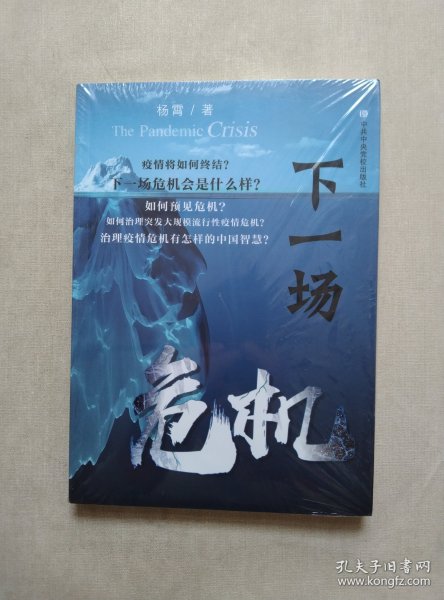 杨霄 / 著
The Pandemic Crisis
中共中央党校出版社
疫情将如何终结？
下一场危机会是什么样？
如何预见危机？
如何治理突发大规模流行性疫情危机？
治理疫情危机有怎样的中国智慧？
下一场
危机
孔夫子旧书网
www.kongfz.com